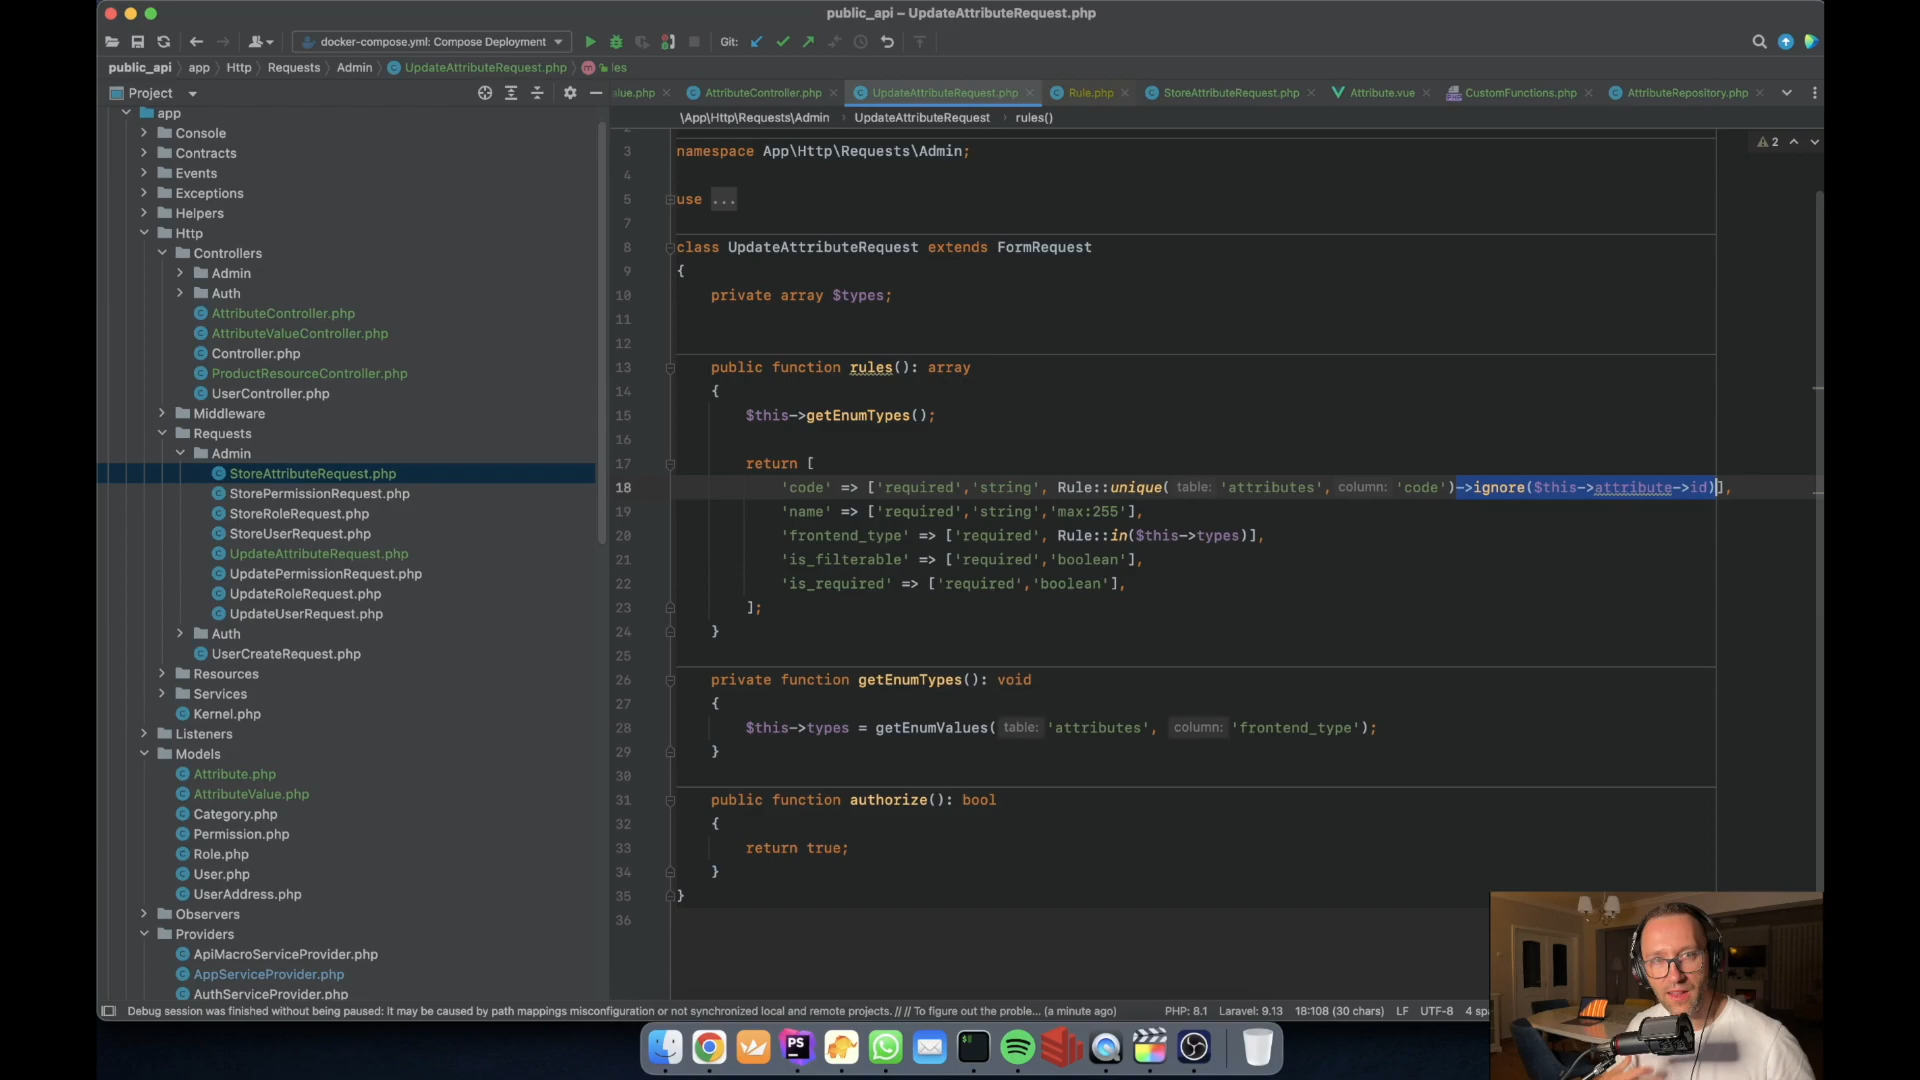 public_api – UpdateAttributeRequest.php
docker-compose.yml: Compose Deployment
Git:
public_api
app
Http
Requests
Admin
UpdateAttributeRequest.php
Project
alue.php
AttributeController.php
UpdateAttributeRequest.php
Rule.php
StoreAttributeRequest.php
Attribute.vue
CustomFunctions.php
AttributeRepository.php
\App\Http\Requests\Admin
UpdateAttributeRequest
rules()
2
app
Console
Contracts
Events
Exceptions
Helpers
Http
Controllers
Admin
Auth
AttributeController.php
AttributeValueController.php
Controller.php
ProductResourceController.php
UserController.php
Middleware
Requests
Admin
StoreAttributeRequest.php
StorePermissionRequest.php
StoreRoleRequest.php
StoreUserRequest.php
UpdateAttributeRequest.php
UpdatePermissionRequest.php
UpdateRoleRequest.php
UpdateUserRequest.php
Auth
UserCreateRequest.php
Resources
Services
Kernel.php
Listeners
Models
Attribute.php
AttributeValue.php
Category.php
Permission.php
Role.php
User.php
UserAddress.php
Observers
Providers
ApiMacroServiceProvider.php
AppServiceProvider.php
AuthServiceProvider.php
3 namespace App\Http\Requests\Admin;
4
5 use ...
7
8 class UpdateAttributeRequest extends FormRequest
9 {
10 private array $types;
11
12
13 public function rules(): array
14 {
15 $this->getEnumTypes();
16
17 return [
18 'code' => ['required','string', Rule::unique( table: 'attributes', column: 'code')->ignore($this->attribute->id)],
19 'name' => ['required','string','max:255'],
20 'frontend_type' => ['required', Rule::in($this->types)],
21 'is_filterable' => ['required','boolean'],
22 'is_required' => ['required','boolean'],
23 ];
24 }
25
26 private function getEnumTypes(): void
27 {
28 $this->types = getEnumValues( table: 'attributes', column: 'frontend_type');
29 }
30
31 public function authorize(): bool
32 {
33 return true;
34 }
35 }
36
Debug session was finished without being paused: It may be caused by path mappings misconfiguration or not synchronized local and remote projects. // // To figure out the proble... (a minute ago)
PHP: 8.1
Laravel: 9.13
18:108 (30 chars)
LF
UTF-8
4 sp
PS